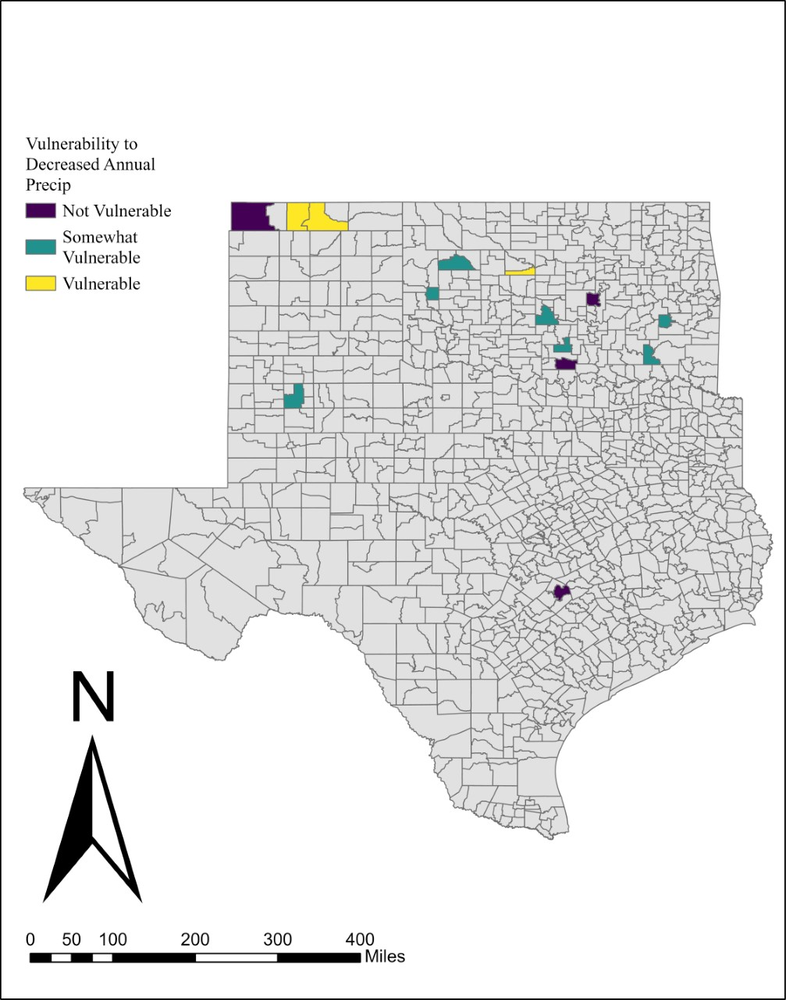 Vulnerability to
Decreased Annual
Precip
Not Vulnerable
Somewhat
Vulnerable
Vulnerable
N
0 50 100 200 300 400
Miles